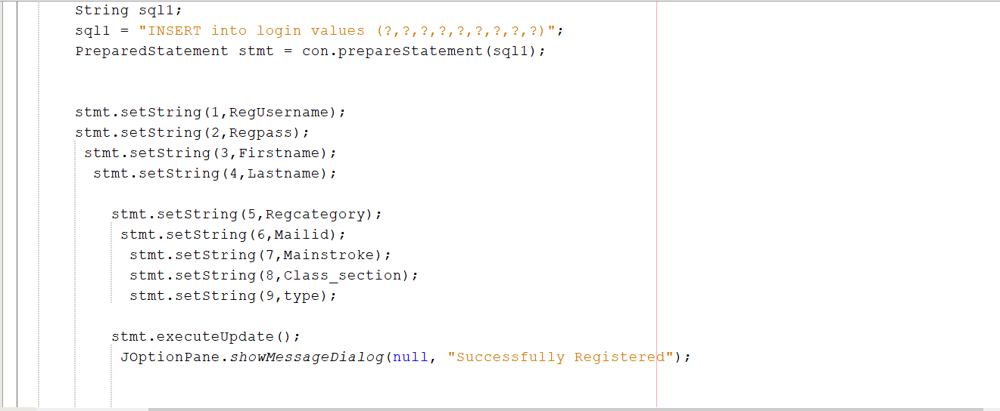 String sql1;
sql1 = "INSERT into login values (?,?,?,?,?,?,?,?,?)";
PreparedStatement stmt = con.prepareStatement(sql1);
stmt.setString(1,RegUsername);
stmt.setString(2,Regpass);
stmt.setString(3,Firstname);
stmt.setString(4,Lastname);
stmt.setString(5,Regcategory);
stmt.setString(6,Mailid);
stmt.setString(7,Mainstroke);
stmt.setString(8,Class_section);
stmt.setString(9,type);
stmt.executeUpdate();
JOptionPane.showMessageDialog(null, "Successfully Registered");